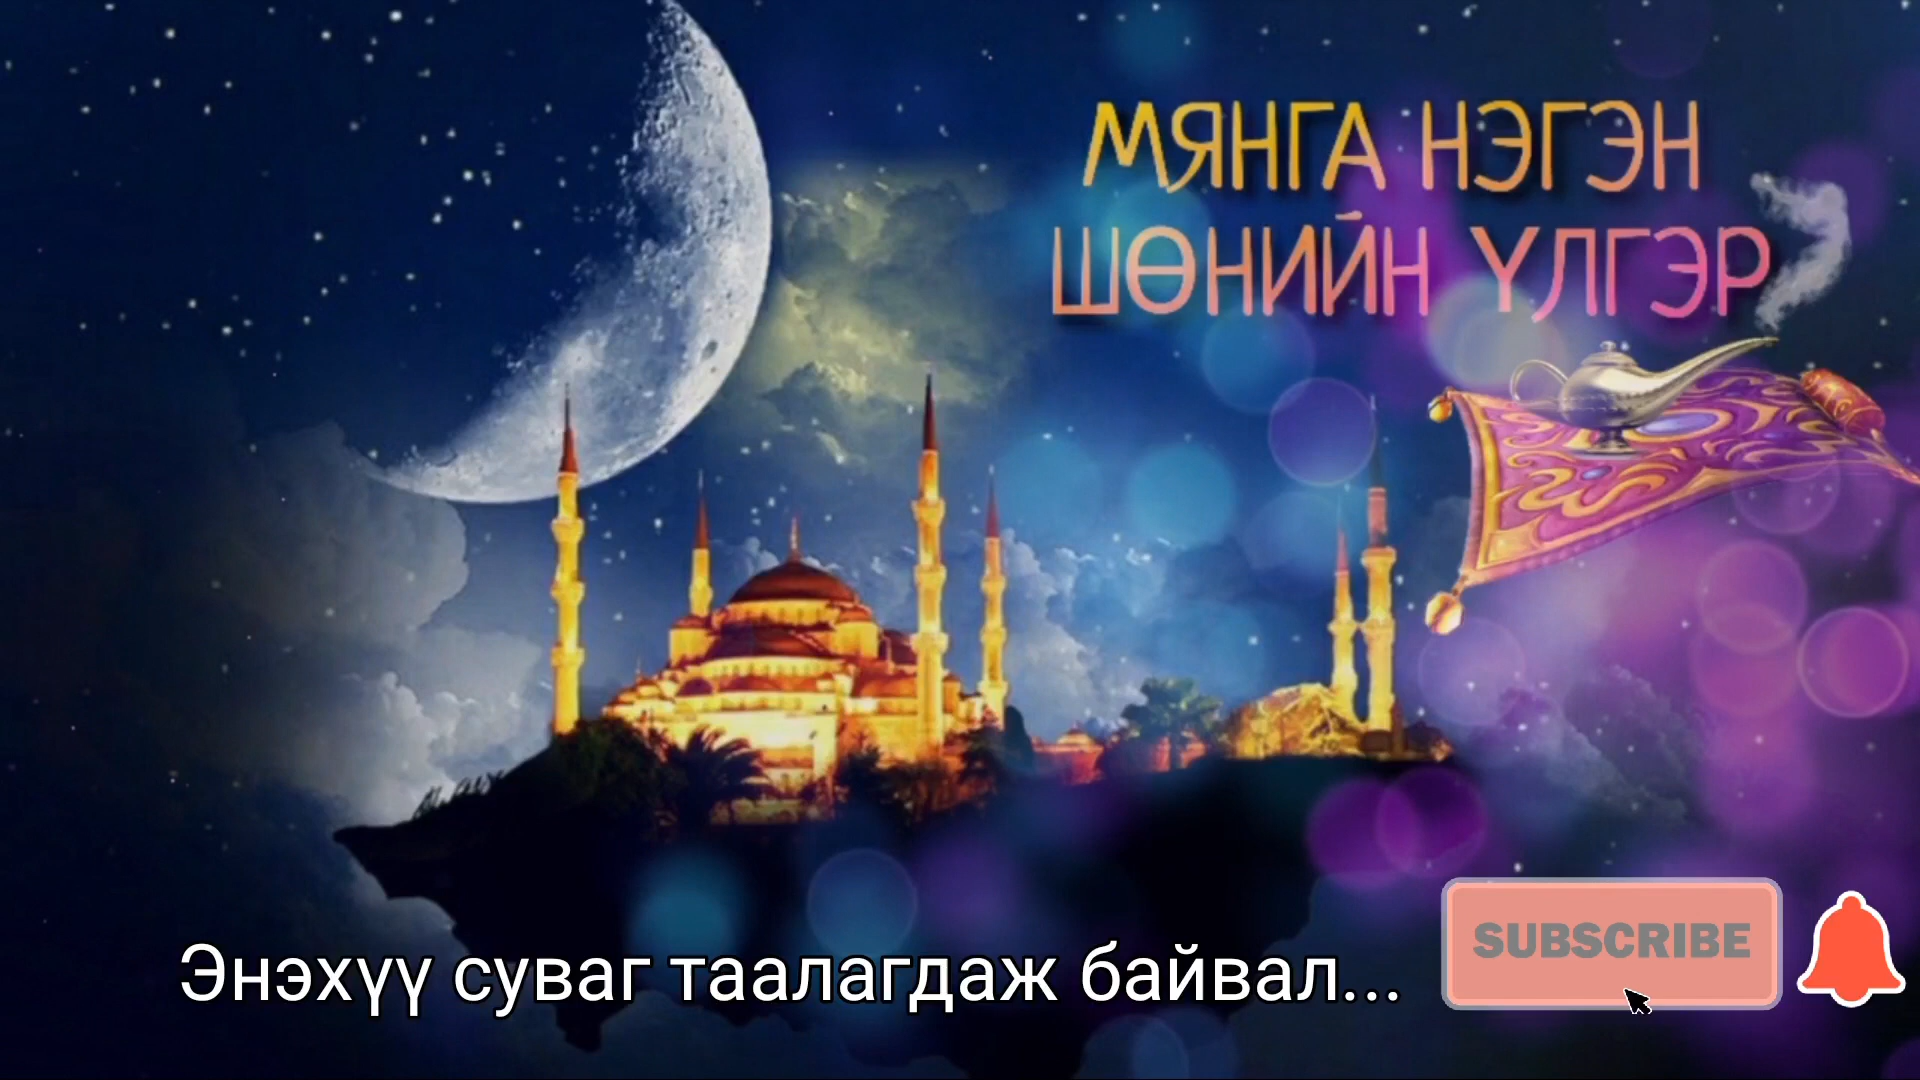 МЯНГА НЭГЭН
ШӨНИЙН ҮЛГЭР
Энэхүү суваг таалагдаж байвал...
SUBSCRIBE